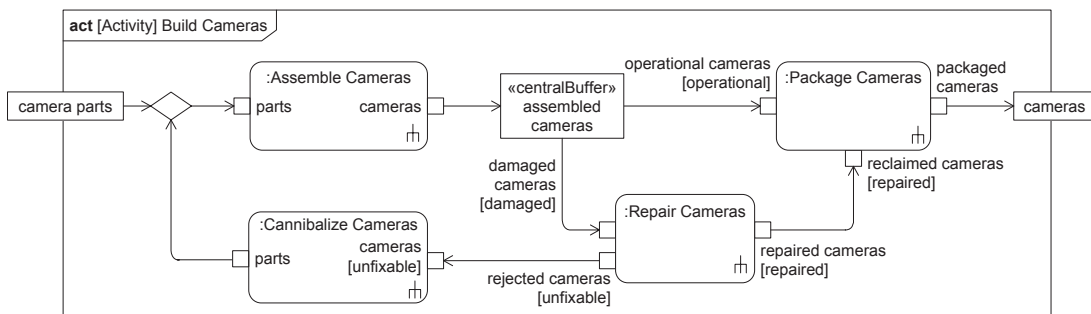 act [Activity] Build Cameras
camera parts
:Assemble Cameras
parts
cameras
«centralBuffer»
assembled
cameras
operational cameras
[operational]
:Package Cameras
packaged
cameras
cameras
reclaimed cameras
[repaired]
damaged
cameras
[damaged]
:Repair Cameras
repaired cameras
[repaired]
rejected cameras
[unfixable]
:Cannibalize Cameras
cameras
[unfixable]
parts